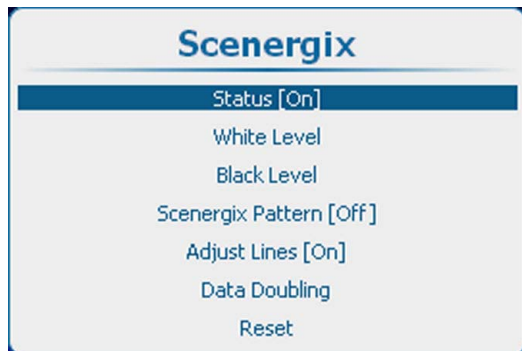 Scenergix
Status [On]
White Level
Black Level
Scenergix Pattern [Off]
Adjust Lines [On]
Data Doubling
Reset